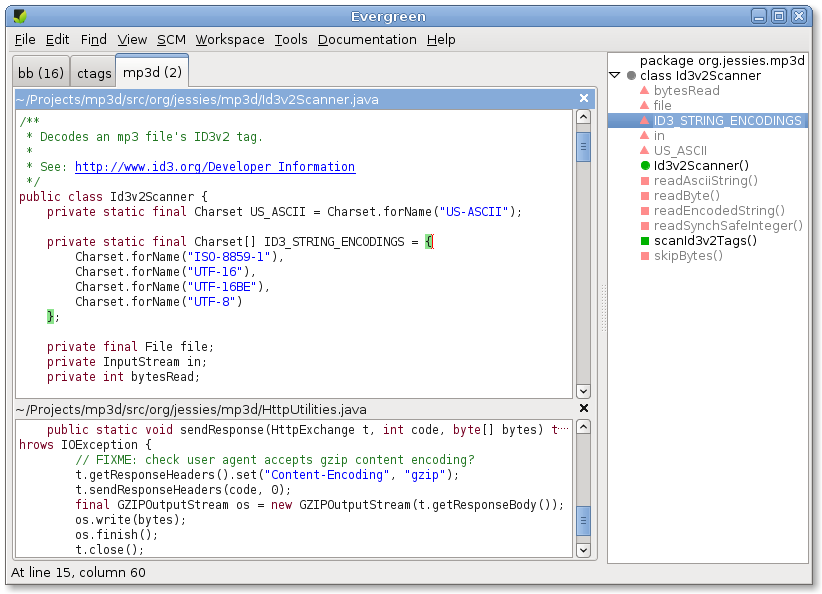 Evergreen
File Edit Find View SCM Workspace Tools Documentation Help
bb (16) ctags mp3d (2)
~/Projects/mp3d/src/org/jessies/mp3d/Id3v2Scanner.java
/**
 * Decodes an mp3 file's ID3v2 tag.
 *
 * See: http://www.id3.org/Developer_Information
 */
public class Id3v2Scanner {
    private static final Charset US_ASCII = Charset.forName("US-ASCII");
    private static final Charset[] ID3_STRING_ENCODINGS = {
        Charset.forName("ISO-8859-1"),
        Charset.forName("UTF-16"),
        Charset.forName("UTF-16BE"),
        Charset.forName("UTF-8")
    };
    private final File file;
    private InputStream in;
    private int bytesRead;
~/Projects/mp3d/src/org/jessies/mp3d/HttpUtilities.java
    public static void sendResponse(HttpExchange t, int code, byte[] bytes) t
hrows IOException {
        // FIXME: check user agent accepts gzip content encoding?
        t.getResponseHeaders().set("Content-Encoding", "gzip");
        t.sendResponseHeaders(code, 0);
        final GZIPOutputStream os = new GZIPOutputStream(t.getResponseBody());
        os.write(bytes);
        os.finish();
        t.close();
package org.jessies.mp3d
class Id3v2Scanner
bytesRead
file
ID3_STRING_ENCODINGS
in
US_ASCII
Id3v2Scanner()
readAsciiString()
readByte()
readEncodedString()
readSynchSafeInteger()
scanId3v2Tags()
skipBytes()
At line 15, column 60